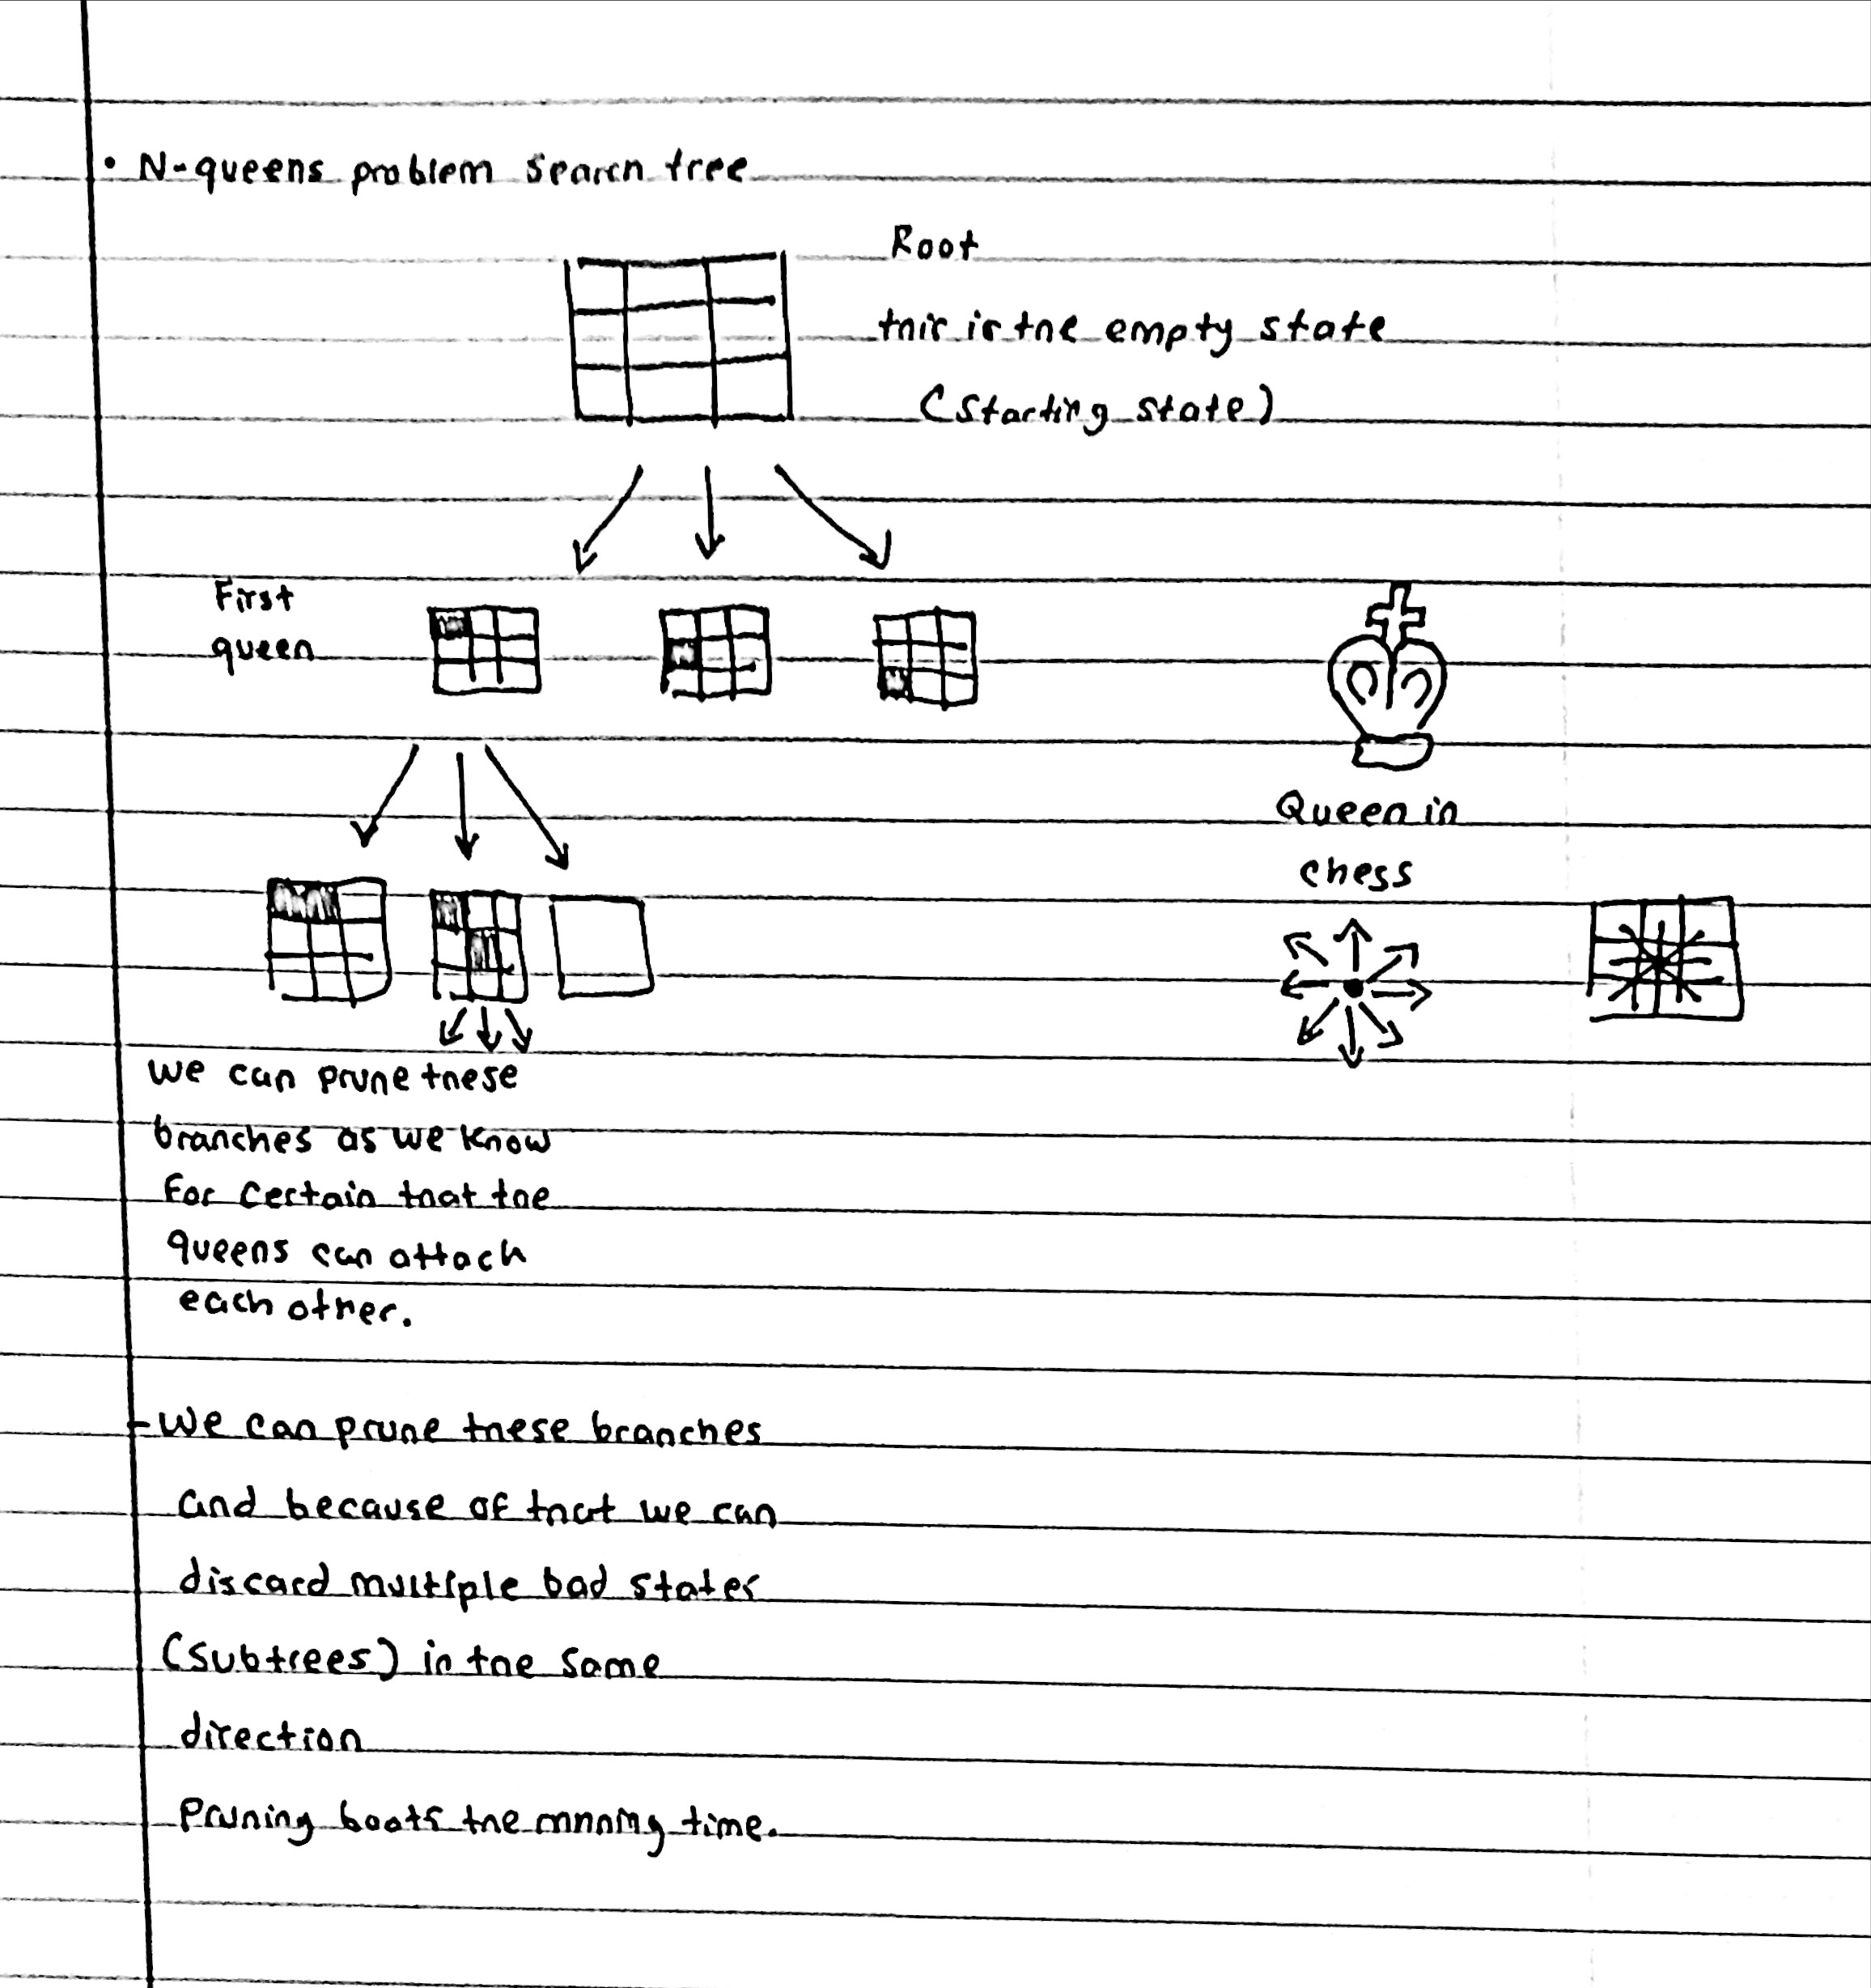 • N-queens problem search tree
Root
this is the empty state
(starting state)
First
queen
Queen in
chess
we can prune these
branches as we know
for certain that the
queens can attack
each other.
- We can prune these branches
and because of that we can
discard multiple bad states
(subtrees) in the same
direction
Pruning boots the running time.